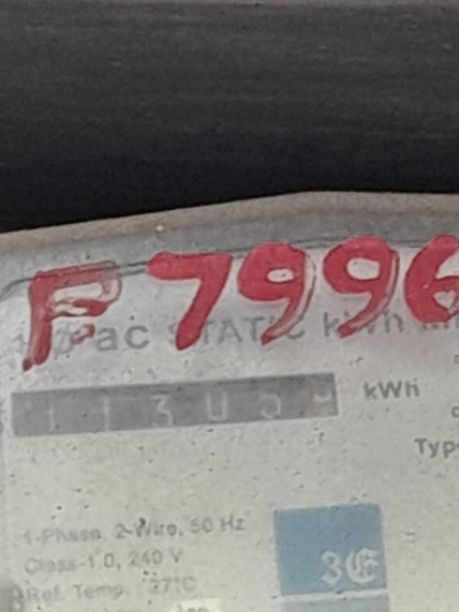 F 7996
1 Ø ac STATIC kWh
kWh
Typ
1-Phase, 2-Wire, 50 Hz
Class-1.0, 240 V
Ref. Temp. 27°C